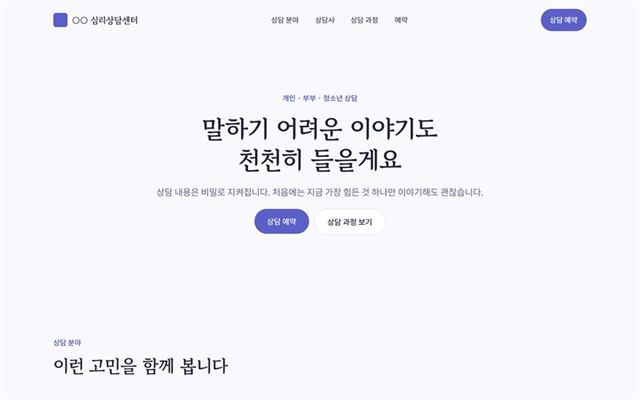 ○○ 심리상담센터
상담 분야 상담사 상담 과정 예약
상담 예약
개인 · 부부 · 청소년 상담
말하기 어려운 이야기도
천천히 들을게요
상담 내용은 비밀로 지켜집니다. 처음에는 지금 가장 힘든 것 하나만 이야기해도 괜찮습니다.
상담 예약 상담 과정 보기
상담 분야
이런 고민을 함께 봅니다